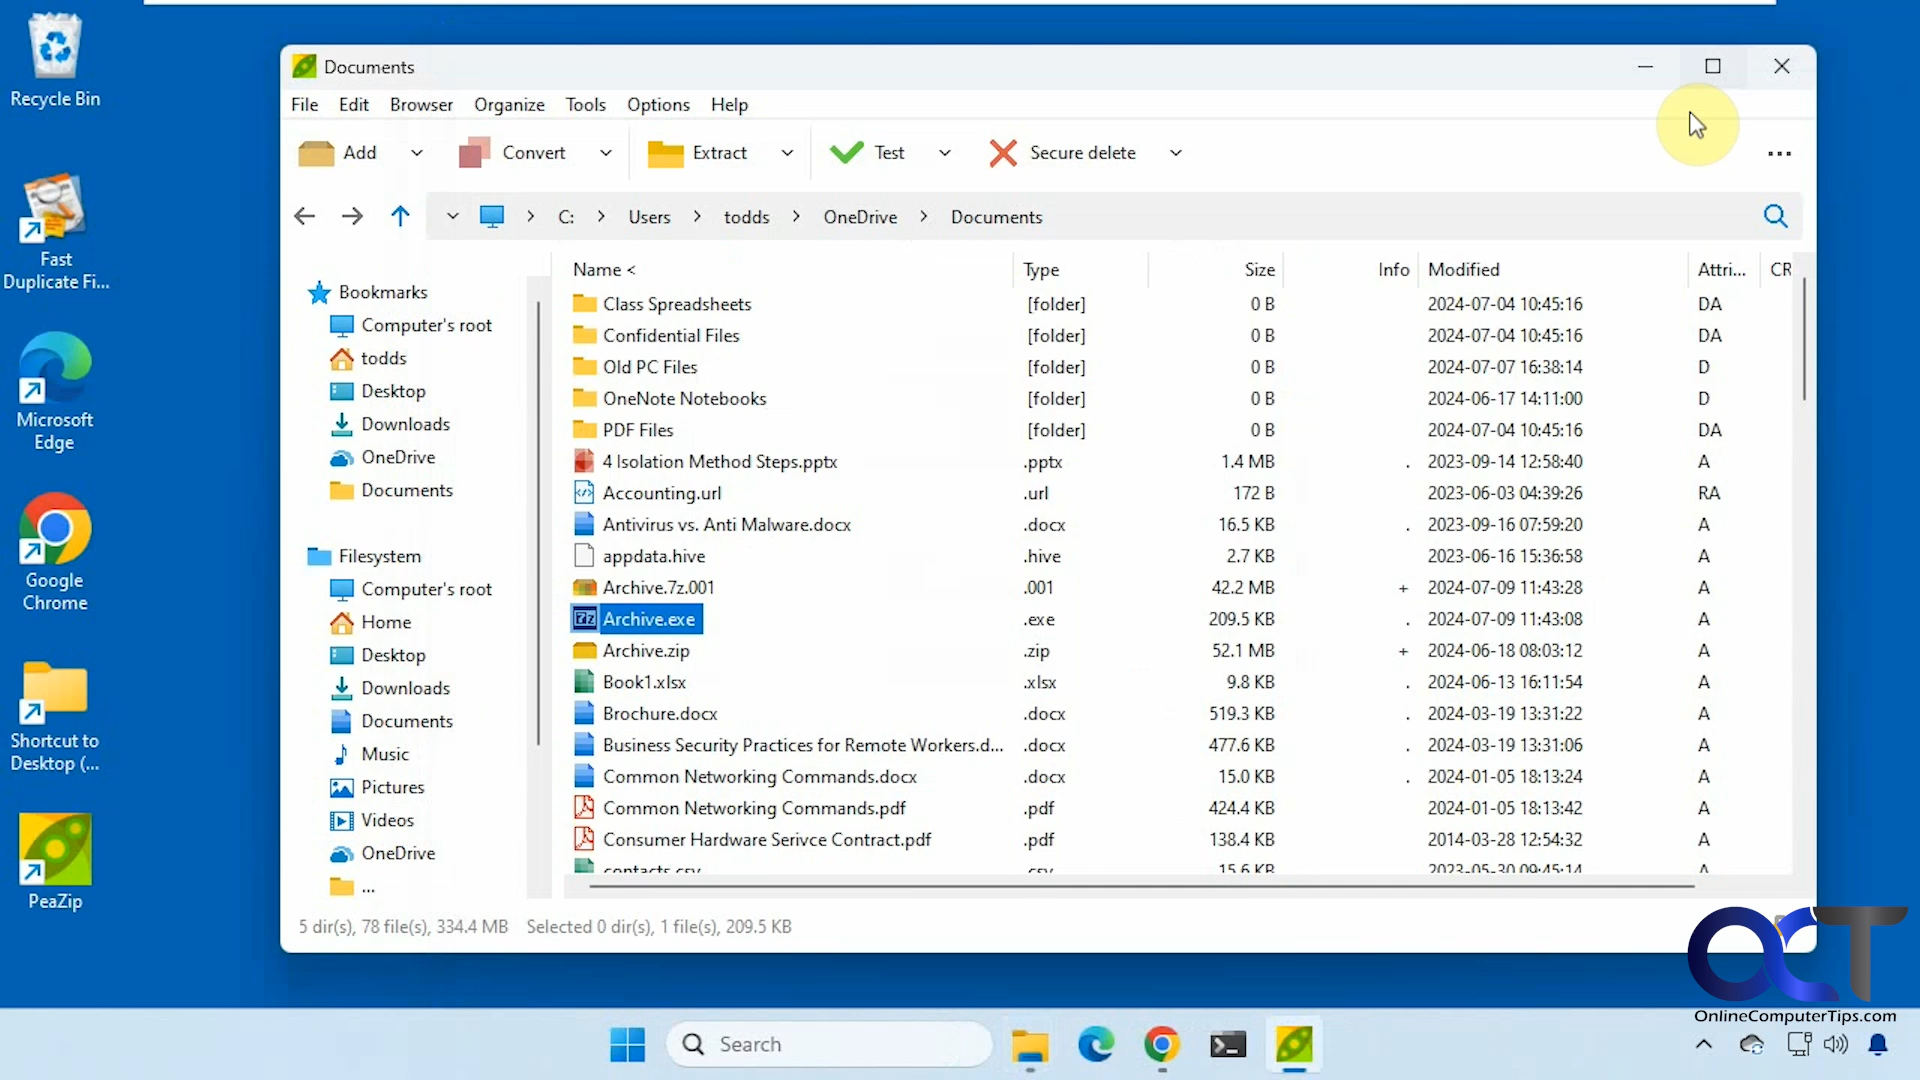 Recycle Bin
Fast
Duplicate Fi...
Microsoft
Edge
Google
Chrome
Shortcut to
Desktop (...
PeaZip
Documents
File Edit Browser Organize Tools Options Help
Add Convert Extract Test Secure delete ...
C: > Users > todds > OneDrive > Documents
Bookmarks
Computer's root
todds
Desktop
Downloads
OneDrive
Documents
Filesystem
Computer's root
Home
Desktop
Downloads
Documents
Music
Pictures
Videos
OneDrive
...
Name < Type Size Info Modified Attri... CR
Class Spreadsheets [folder] 0 B 2024-07-04 10:45:16 DA
Confidential Files [folder] 0 B 2024-07-04 10:45:16 DA
Old PC Files [folder] 0 B 2024-07-07 16:38:14 D
OneNote Notebooks [folder] 0 B 2024-06-17 14:11:00 D
PDF Files [folder] 0 B 2024-07-04 10:45:16 DA
4 Isolation Method Steps.pptx .pptx 1.4 MB . 2023-09-14 12:58:40 A
Accounting.url .url 172 B 2023-06-03 04:39:26 RA
Antivirus vs. Anti Malware.docx .docx 16.5 KB . 2023-09-16 07:59:20 A
appdata.hive .hive 2.7 KB 2023-06-16 15:36:58 A
Archive.7z.001 .001 42.2 MB + 2024-07-09 11:43:28 A
7z Archive.exe .exe 209.5 KB . 2024-07-09 11:43:08 A
Archive.zip .zip 52.1 MB + 2024-06-18 08:03:12 A
Book1.xlsx .xlsx 9.8 KB . 2024-06-13 16:11:54 A
Brochure.docx .docx 519.3 KB . 2024-03-19 13:31:22 A
Business Security Practices for Remote Workers.d... .docx 477.6 KB . 2024-03-19 13:31:06 A
Common Networking Commands.docx .docx 15.0 KB . 2024-01-05 18:13:24 A
Common Networking Commands.pdf .pdf 424.4 KB 2024-01-05 18:13:42 A
Consumer Hardware Serivce Contract.pdf .pdf 138.4 KB 2014-03-28 12:54:32 A
contacts.csv .csv 15.6 KB 2023-05-30 09:45:14 A
5 dir(s), 78 file(s), 334.4 MB Selected 0 dir(s), 1 file(s), 209.5 KB
OCT
OnlineComputerTips.com
Search